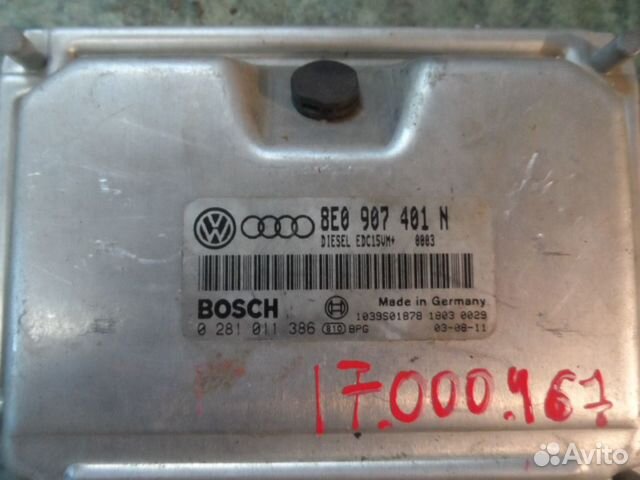 8E0 907 401 N
DIESEL EDC15VM+ 0003
BOSCH
Made in Germany
0 281 011 386 810 BPG
1039S01878 1803 0029
03-08-11
17.000.467
Avito